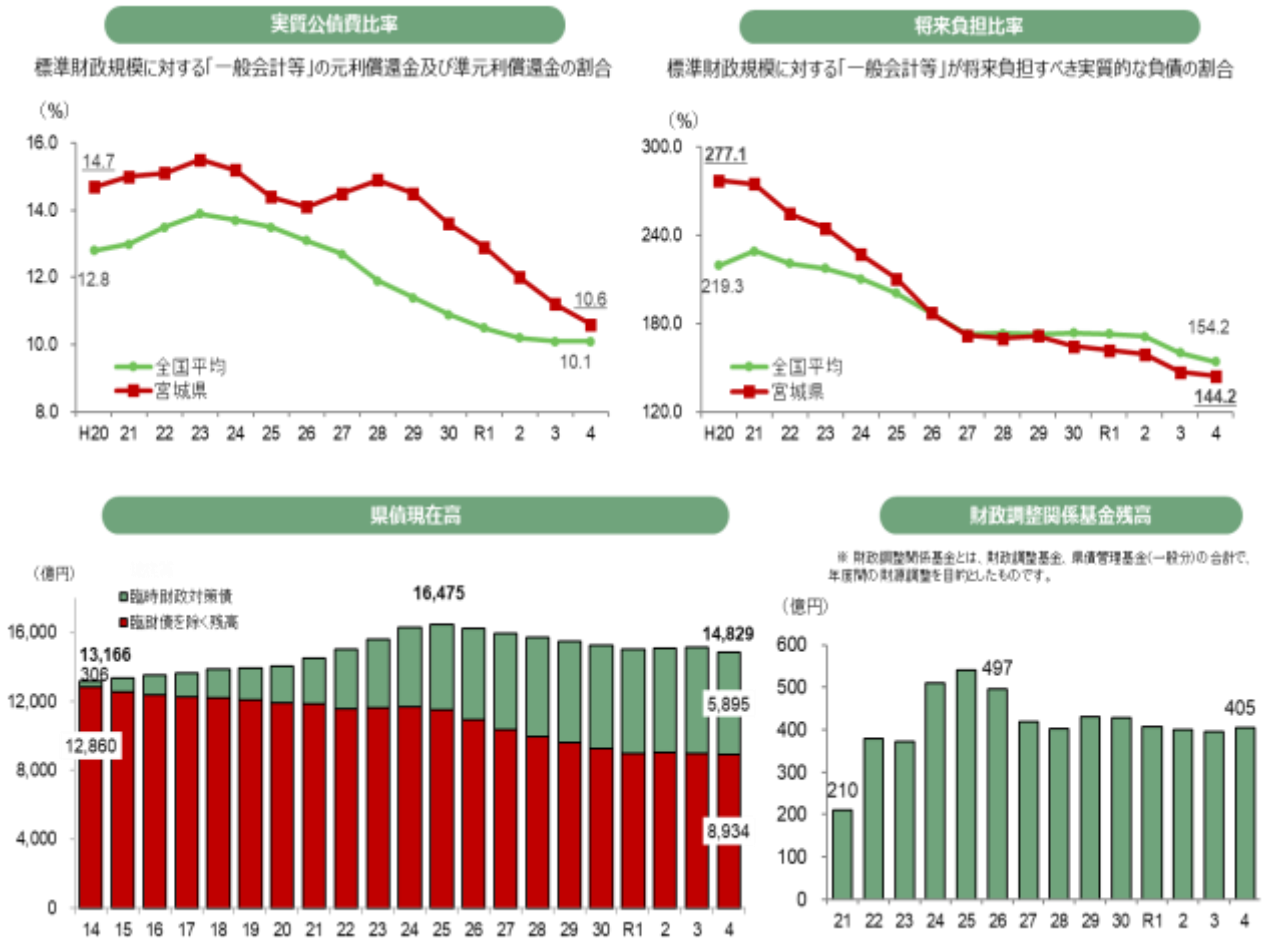 実質公債費比率
標準財政規模に対する「一般会計等」の元利償還金及び準元利償還金の割合
(%)
16.0
14.0
12.0
10.0
8.0
14.7
12.8
10.6
10.1
全国平均
宮城県
H20 21 22 23 24 25 26 27 28 29 30 R1 2 3 4
将来負担比率
標準財政規模に対する「一般会計等」が将来負担すべき実質的な負債の割合
(%)
300.0
240.0
180.0
120.0
277.1
219.3
154.2
144.2
全国平均
宮城県
H20 21 22 23 24 25 26 27 28 29 30 R1 2 3 4
県債現在高
(億円)
臨時財政対策債
臨財債を除く残高
16,000
12,000
8,000
4,000
0
13,166
306
12,860
16,475
14,829
5,895
8,934
14 15 16 17 18 19 20 21 22 23 24 25 26 27 28 29 30 R1 2 3 4
財政調整関係基金残高
※ 財政調整関係基金とは、財政調整基金、県債管理基金(一般分)の合計で、
年度間の財源調整を目的としたものです。
(億円)
600
500
400
300
200
100
0
210
497
405
21 22 23 24 25 26 27 28 29 30 R1 2 3 4